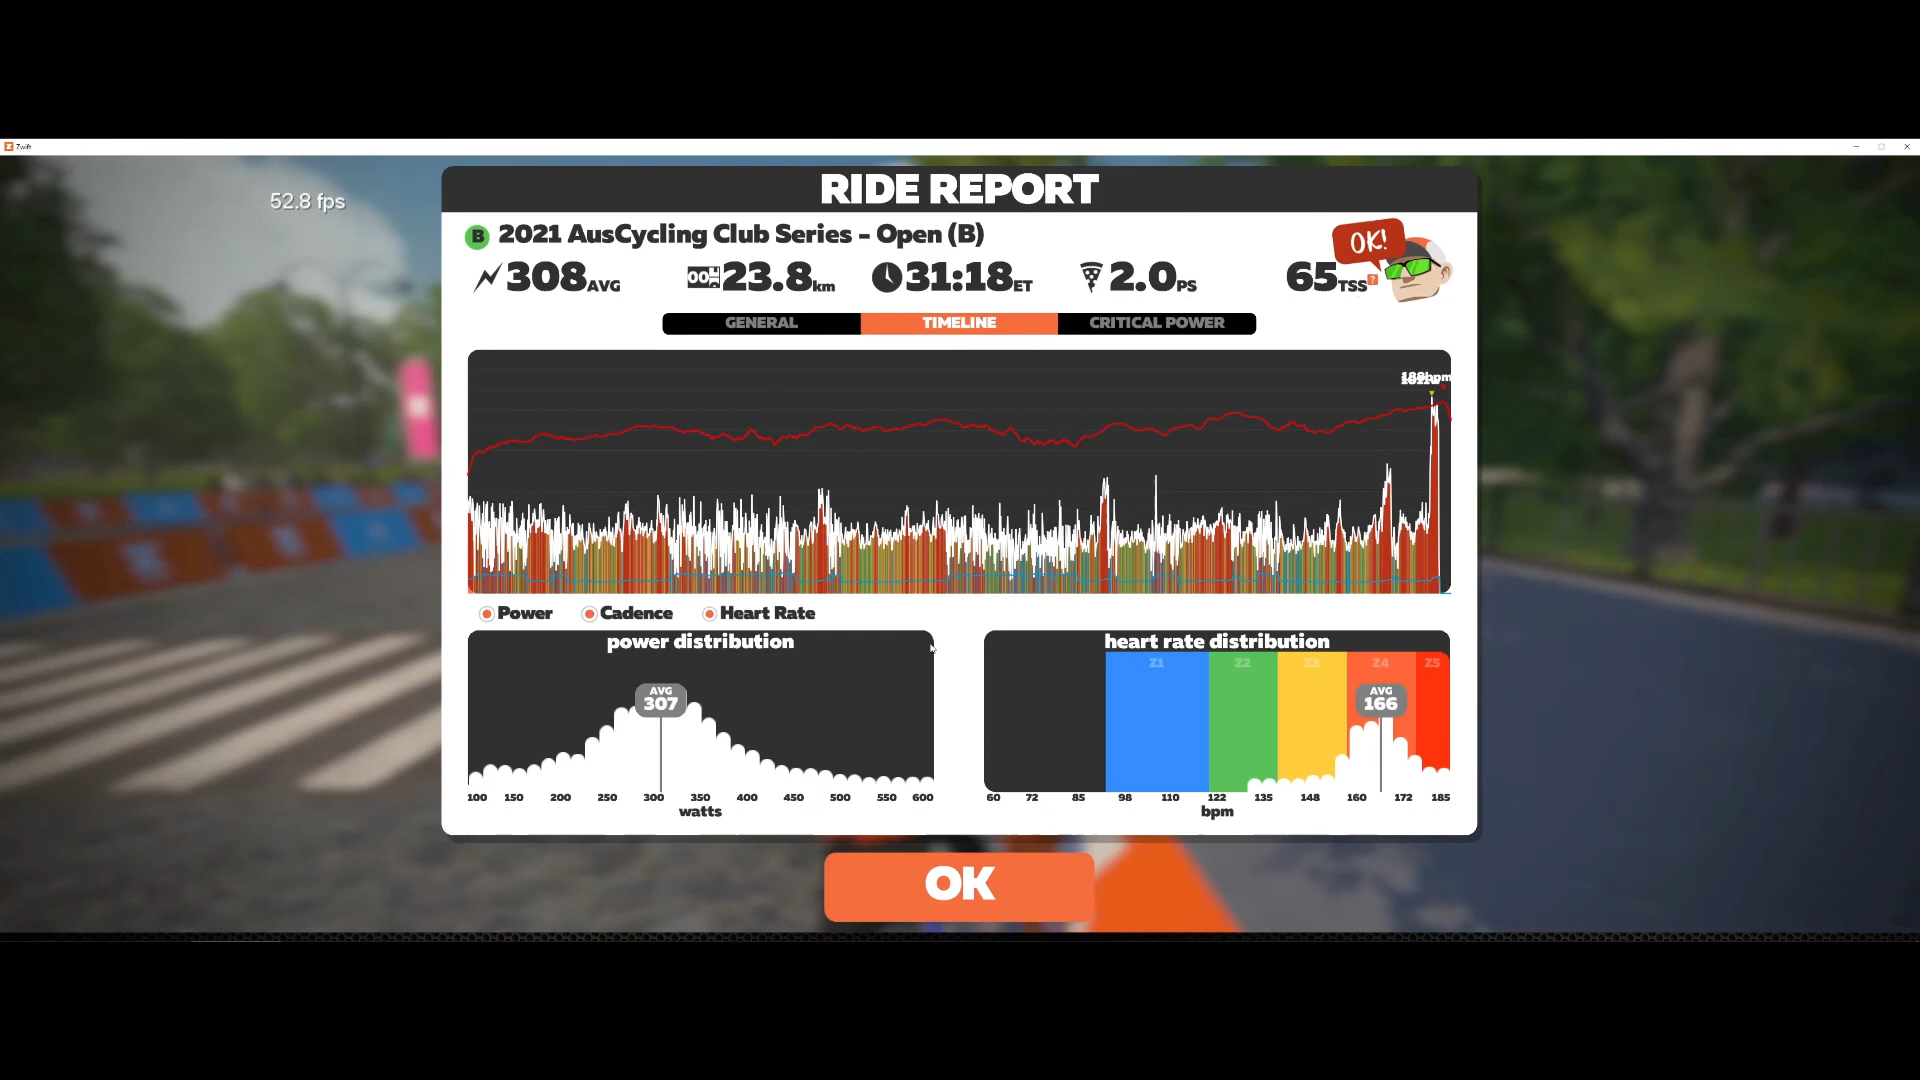 Zwift
52.8 fps
RIDE REPORT
B 2021 AusCycling Club Series - Open (B)
OK!
308AVG 23.8km 31:18ET 2.0PS 65TSS?
GENERAL TIMELINE CRITICAL POWER
Power Cadence Heart Rate
power distribution
AVG
307
100 150 200 250 300 350 400 450 500 550 600
watts
heart rate distribution
Z1 Z2 Z3 Z4 Z5
AVG
166
60 72 85 98 110 122 135 148 160 172 185
bpm
OK